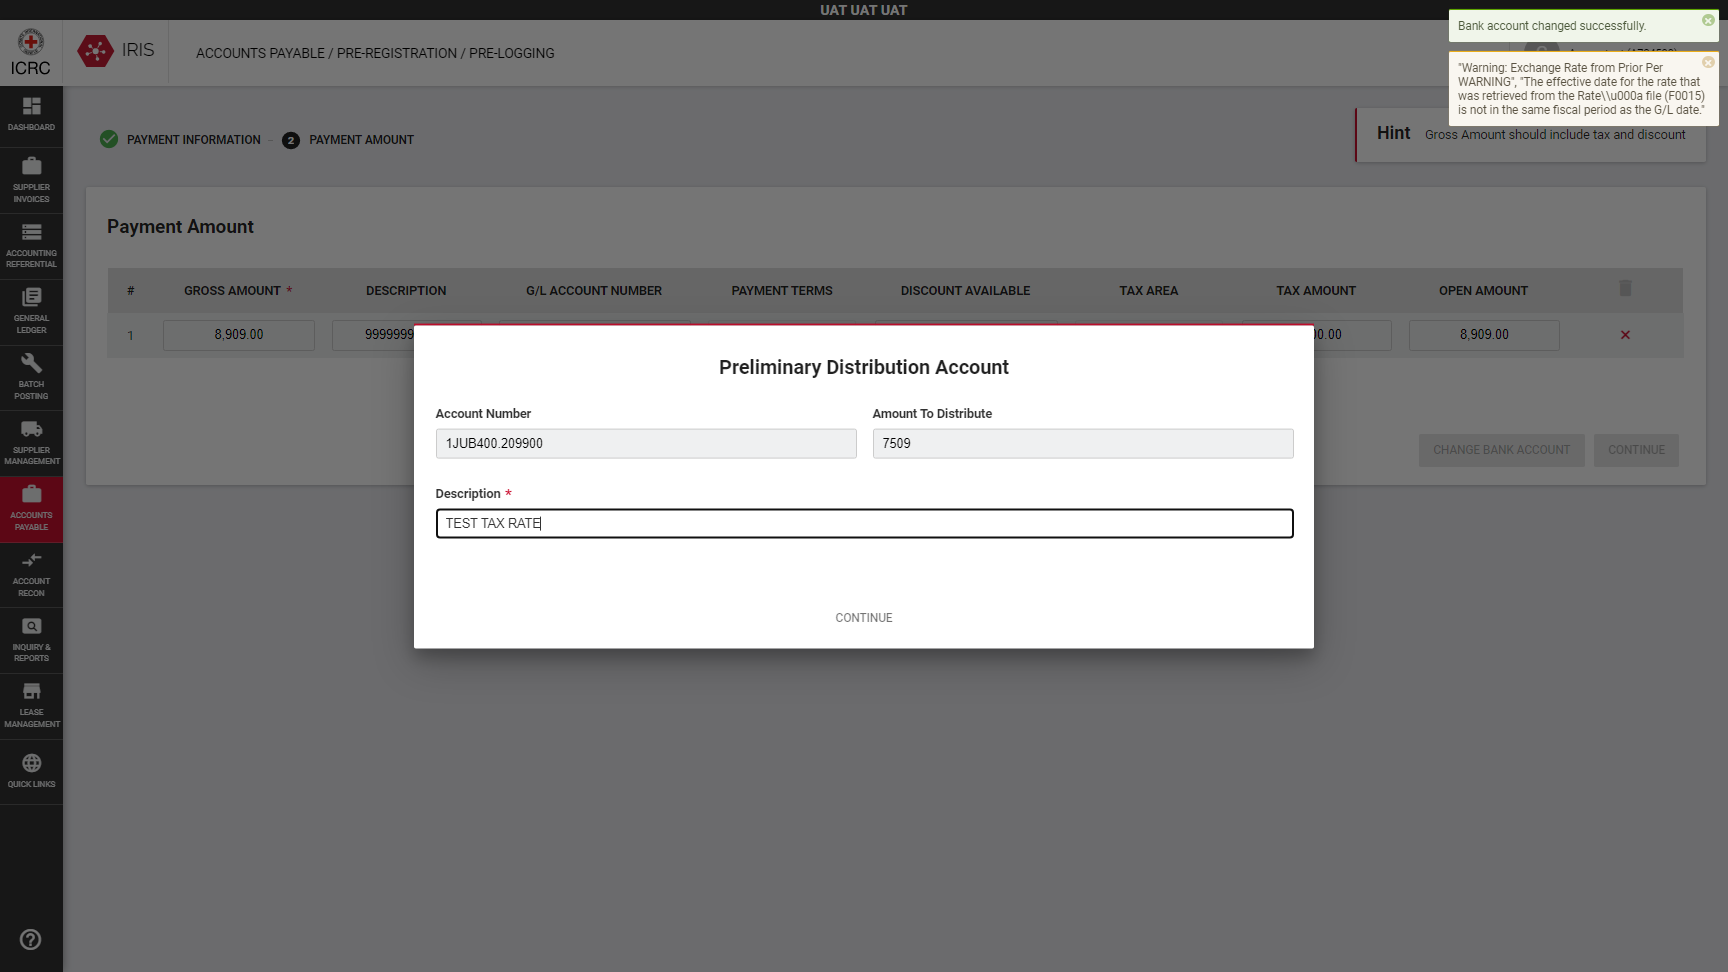 UAT UAT UAT
ICRC
IRIS
ACCOUNTS PAYABLE / PRE-REGISTRATION / PRE-LOGGING
Bank account changed successfully.
"Warning: Exchange Rate from Prior Per
WARNING", "The effective date for the rate that
was retrieved from the Rate\\u000a file (F0015)
is not in the same fiscal period as the G/L date."
Hint Gross Amount should include tax and discount
DASHBOARD
SUPPLIER
INVOICES
ACCOUNTING
REFERENTIAL
GENERAL
LEDGER
BATCH
POSTING
SUPPLIER
MANAGEMENT
ACCOUNTS
PAYABLE
ACCOUNT
RECON
INQUIRY &
REPORTS
LEASE
MANAGEMENT
QUICK LINKS
PAYMENT INFORMATION - 2 PAYMENT AMOUNT
Payment Amount
# GROSS AMOUNT * DESCRIPTION G/L ACCOUNT NUMBER PAYMENT TERMS DISCOUNT AVAILABLE TAX AREA TAX AMOUNT OPEN AMOUNT
1 8,909.00 9999999 00.00 8,909.00
Preliminary Distribution Account
Account Number Amount To Distribute
1JUB400.209900 7509
Description *
TEST TAX RATE
CONTINUE
CHANGE BANK ACCOUNT CONTINUE